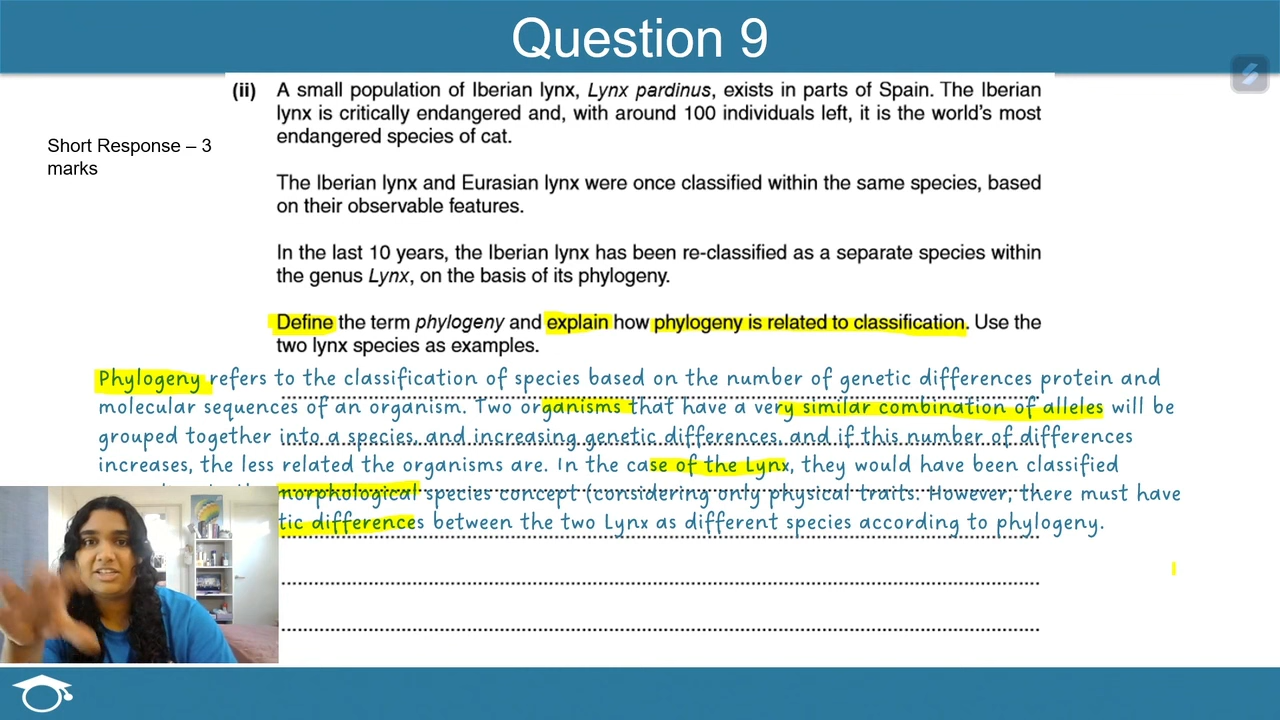 Question 9
(ii) A small population of Iberian lynx, Lynx pardinus, exists in parts of Spain. The Iberian
lynx is critically endangered and, with around 100 individuals left, it is the world's most
endangered species of cat.
Short Response – 3
marks
The Iberian lynx and Eurasian lynx were once classified within the same species, based
on their observable features.
In the last 10 years, the Iberian lynx has been re-classified as a separate species within
the genus Lynx, on the basis of its phylogeny.
Define the term phylogeny and explain how phylogeny is related to classification. Use the
two lynx species as examples.
Phylogeny refers to the classification of species based on the number of genetic differences protein and
molecular sequences of an organism. Two organisms that have a very similar combination of alleles will be
grouped together into a species, and increasing genetic differences, and if this number of differences
increases, the less related the organisms are. In the case of the Lynx, they would have been classified
morphological species concept (considering only physical traits. However, there must have
tic differences between the two Lynx as different species according to phylogeny.